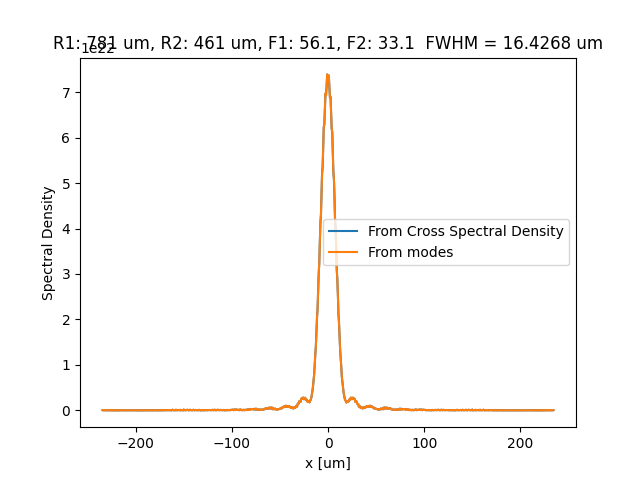 R1: 781 um, R2: 461 um, F1: 56.1, F2: 33.1  FWHM = 16.4268 um
1e22
7
6
5
4
3
2
1
0
Spectral Density
From Cross Spectral Density
From modes
−200
−100
0
100
200
x [um]